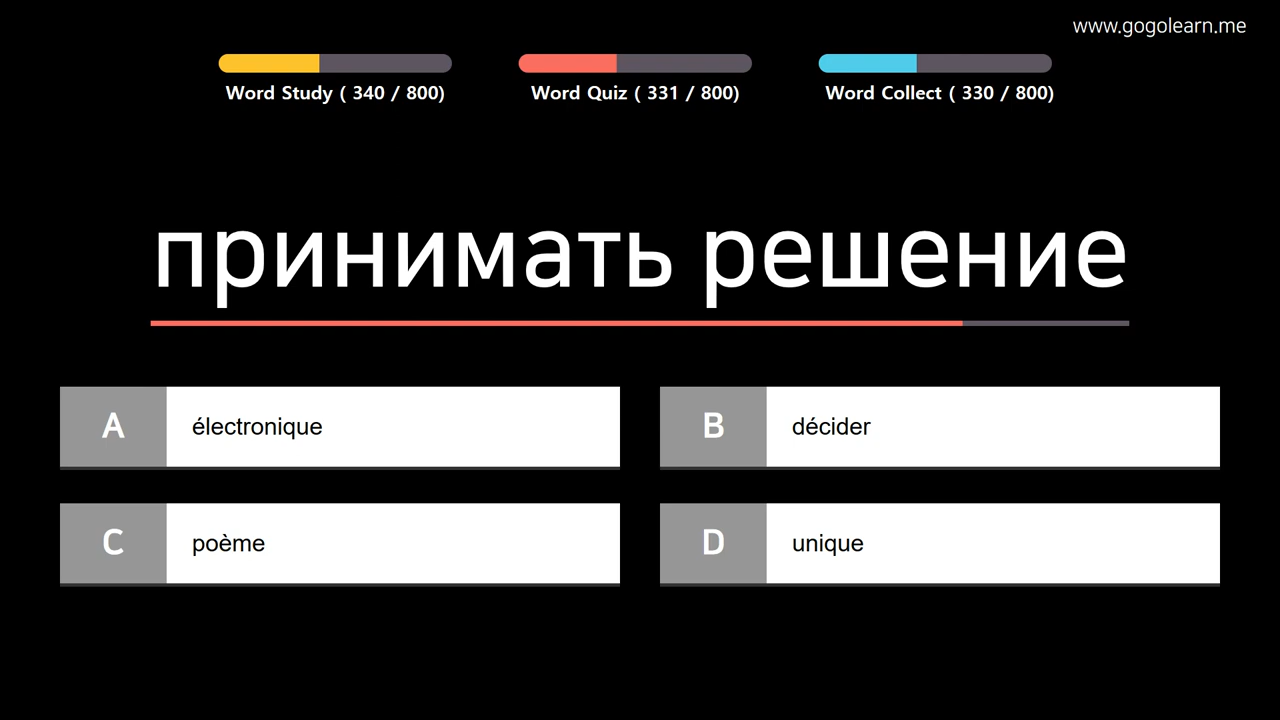 www.gogolearn.me
Word Study ( 340 / 800)
Word Quiz ( 331 / 800)
Word Collect ( 330 / 800)
принимать решение
A électronique
B décider
C poème
D unique